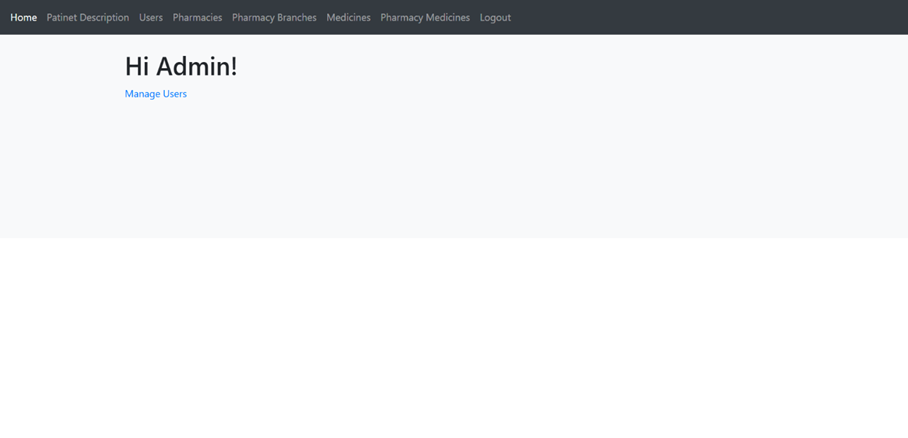 Home Patinet Description Users Pharmacies Pharmacy Branches Medicines Pharmacy Medicines Logout
Hi Admin!
Manage Users